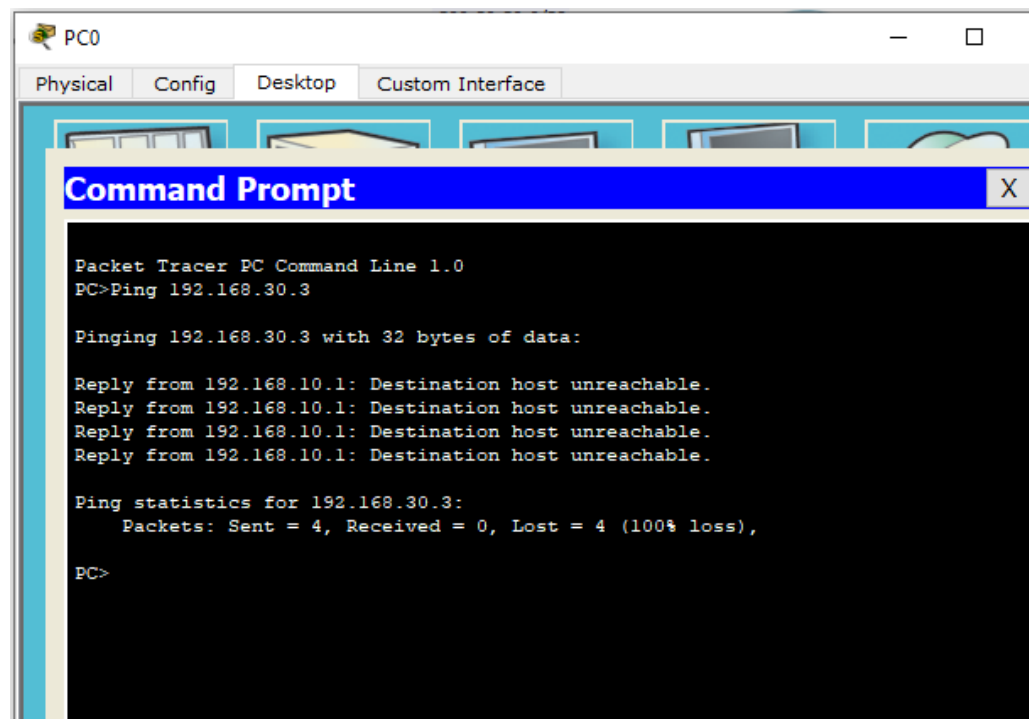 PC0
Physical Config Desktop Custom Interface
Command Prompt
X
Packet Tracer PC Command Line 1.0
PC>Ping 192.168.30.3
Pinging 192.168.30.3 with 32 bytes of data:
Reply from 192.168.10.1: Destination host unreachable.
Reply from 192.168.10.1: Destination host unreachable.
Reply from 192.168.10.1: Destination host unreachable.
Reply from 192.168.10.1: Destination host unreachable.
Ping statistics for 192.168.30.3:
Packets: Sent = 4, Received = 0, Lost = 4 (100% loss),
PC>